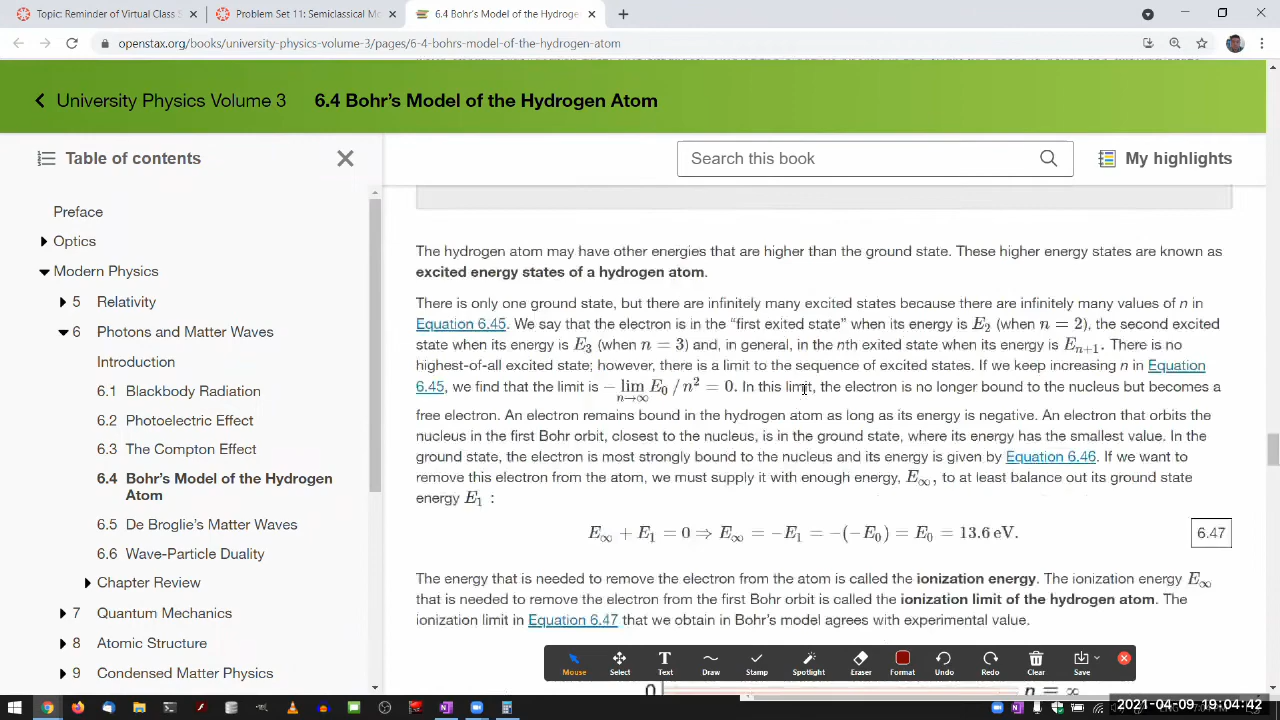 Topic: Reminder of Virtual Class
Problem Set 11: Semiclassical M
6.4 Bohr's Model of the Hydrogen
openstax.org/books/university-physics-volume-3/pages/6-4-bohrs-model-of-the-hydrogen-atom
University Physics Volume 3
6.4 Bohr's Model of the Hydrogen Atom
Table of contents
Search this book
My highlights
Preface
Optics
Modern Physics
5 Relativity
6 Photons and Matter Waves
Introduction
6.1 Blackbody Radiation
6.2 Photoelectric Effect
6.3 The Compton Effect
6.4 Bohr's Model of the Hydrogen
Atom
6.5 De Broglie's Matter Waves
6.6 Wave-Particle Duality
Chapter Review
7 Quantum Mechanics
8 Atomic Structure
9 Condensed Matter Physics
The hydrogen atom may have other energies that are higher than the ground state. These higher energy states are known as
excited energy states of a hydrogen atom.
There is only one ground state, but there are infinitely many excited states because there are infinitely many values of n in
Equation 6.45. We say that the electron is in the “first exited state” when its energy is E₂ (when n = 2), the second excited
state when its energy is E₃ (when n = 3) and, in general, in the nth exited state when its energy is Eₙ₊₁. There is no
highest-of-all excited state; however, there is a limit to the sequence of excited states. If we keep increasing n in Equation
6.45, we find that the limit is − lim n→∞ E₀ / n² = 0. In this limit, the electron is no longer bound to the nucleus but becomes a
free electron. An electron remains bound in the hydrogen atom as long as its energy is negative. An electron that orbits the
nucleus in the first Bohr orbit, closest to the nucleus, is in the ground state, where its energy has the smallest value. In the
ground state, the electron is most strongly bound to the nucleus and its energy is given by Equation 6.46. If we want to
remove this electron from the atom, we must supply it with enough energy, E∞, to at least balance out its ground state
energy E₁ :
E∞ + E₁ = 0 ⇒ E∞ = −E₁ = −(−E₀) = E₀ = 13.6 eV.
6.47
The energy that is needed to remove the electron from the atom is called the ionization energy. The ionization energy E∞
that is needed to remove the electron from the first Bohr orbit is called the ionization limit of the hydrogen atom. The
ionization limit in Equation 6.47 that we obtain in Bohr's model agrees with experimental value.
Mouse Select Text Draw Stamp Spotlight Eraser Format Undo Redo Clear Save
0 n = ∞
2021-04-09 19:04:42